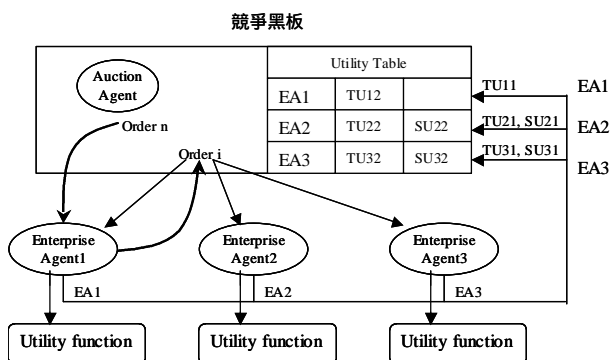 競爭黑板
Auction
Agent
Order n
Order i
Utility Table
EA1 TU12
EA2 TU22 SU22
EA3 TU32 SU32
TU11
TU21, SU21
TU31, SU31
EA1
EA2
EA3
Enterprise
Agent1
Enterprise
Agent2
Enterprise
Agent3
EA1
EA2
EA3
Utility function
Utility function
Utility function